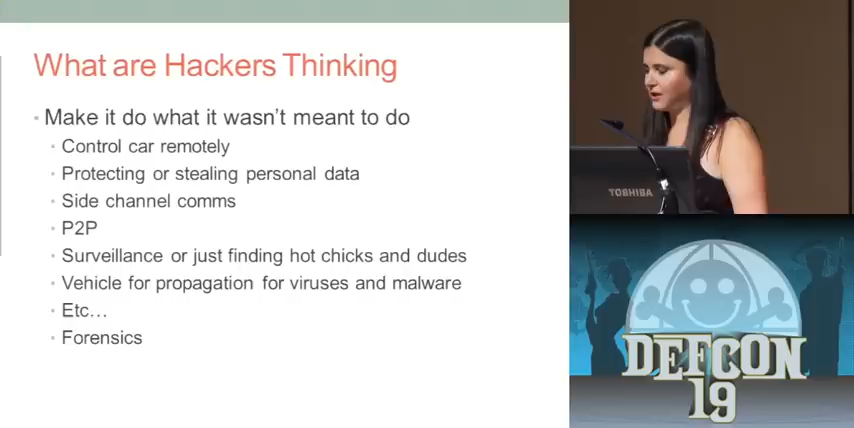 What are Hackers Thinking
Make it do what it wasn't meant to do
Control car remotely
Protecting or stealing personal data
Side channel comms
P2P
Surveillance or just finding hot chicks and dudes
Vehicle for propagation for viruses and malware
Etc…
Forensics
TOSHIBA
DEFCON
19